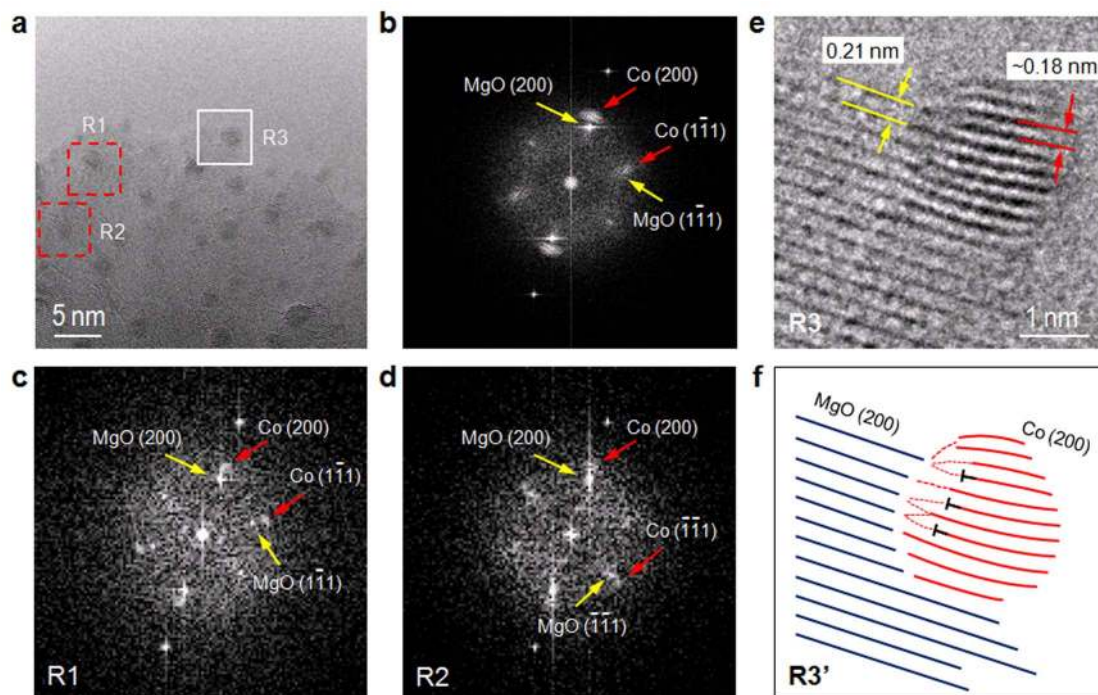 a
R1
R3
R2
5 nm
b
MgO (200)
Co (200)
Co (11̄1)
MgO (11̄1)
e
0.21 nm
~0.18 nm
R3
1 nm
c
MgO (200)
Co (200)
Co (11̄1)
MgO (11̄1)
R1
d
MgO (200)
Co (200)
Co (1̄1̄1)
MgO (1̄1̄1)
R2
f
MgO (200)
Co (200)
R3'